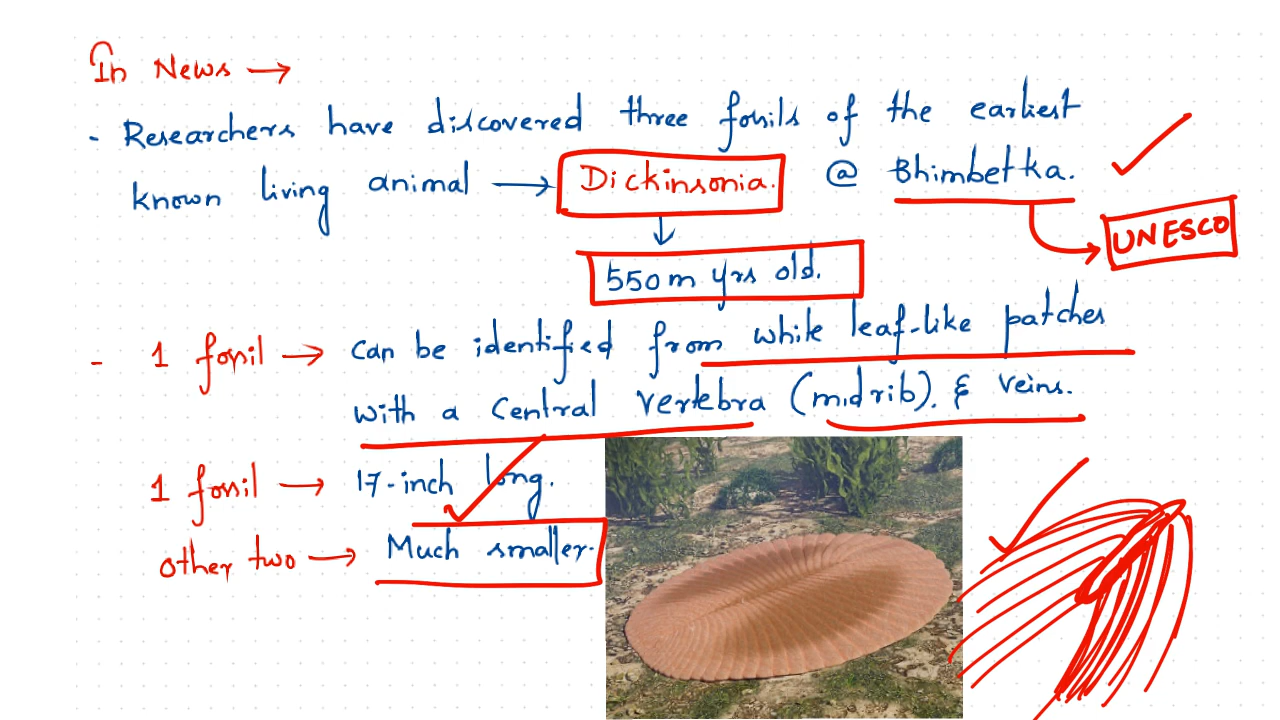 In News →
- Researchers have discovered three fossils of the earliest
known living animal → Dickinsonia. @ Bhimbetka.
UNESCO
550m yrs old.
- 1 fossil → can be identified from white leaf-like patches
with a central vertebra (midrib). & veins.
1 fossil → 17-inch long.
other two → Much smaller.